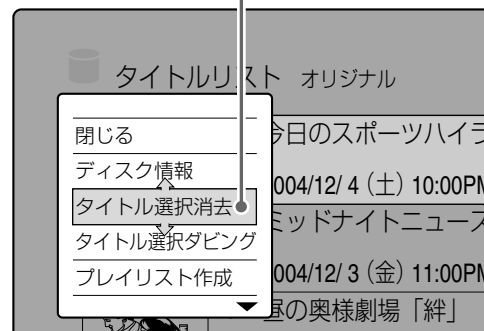 タイトルリスト オリジナル
閉じる
ディスク情報
タイトル選択消去
タイトル選択ダビング
プレイリスト作成
今日のスポーツハイラ
004/12/ 4 (土) 10:00PM
ミッドナイトニュース
004/12/ 3 (金) 11:00PM
昼の奥様劇場「絆」